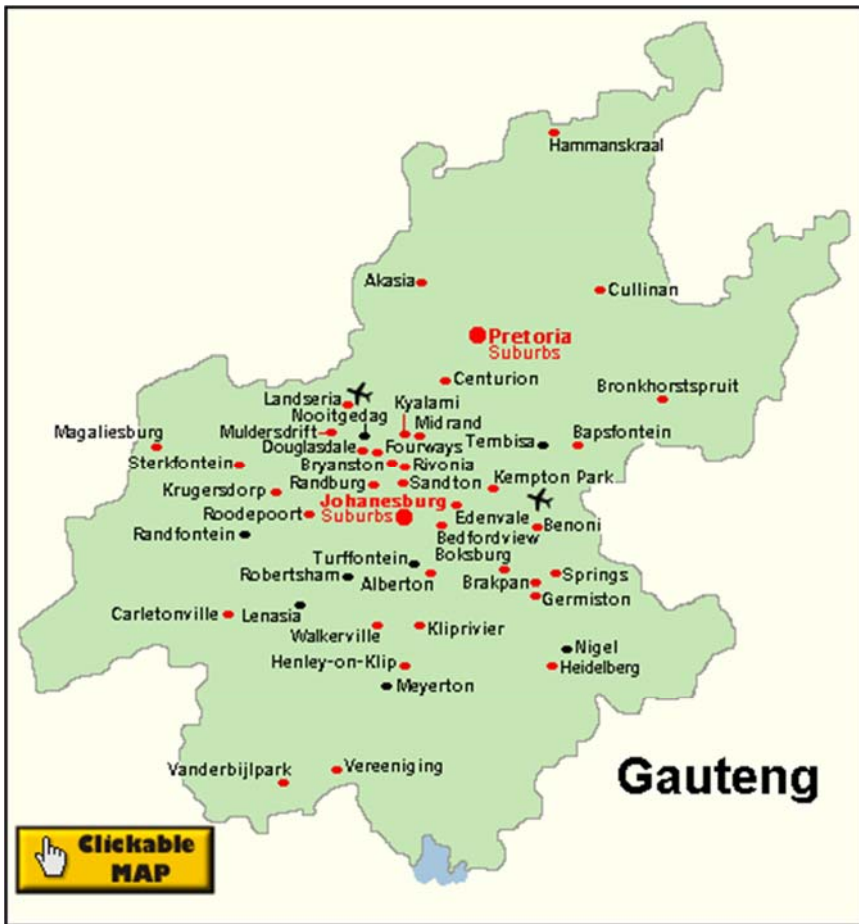 Hammanskraal
Akasia
Cullinan
Pretoria
Suburbs
Centurion
Bronkhorstspruit
Landseria
Nooitgedag
Kyalami
Magaliesburg
Muldersdrift
Midrand
Tembisa
Bapsfontein
Douglasdale
Fourways
Sterkfontein
Bryanston
Rivonia
Krugersdorp
Randburg
Sandton
Kempton Park
Johanesburg
Suburbs
Roodepoort
Edenvale
Benoni
Randfontein
Bedfordview
Turffontein
Boksburg
Robertsham
Alberton
Brakpan
Springs
Germiston
Carletonville
Lenasia
Walkerville
Kliprivier
Nigel
Henley-on-Klip
Heidelberg
Meyerton
Vanderbijlpark
Vereeniging
Gauteng
Clickable
MAP